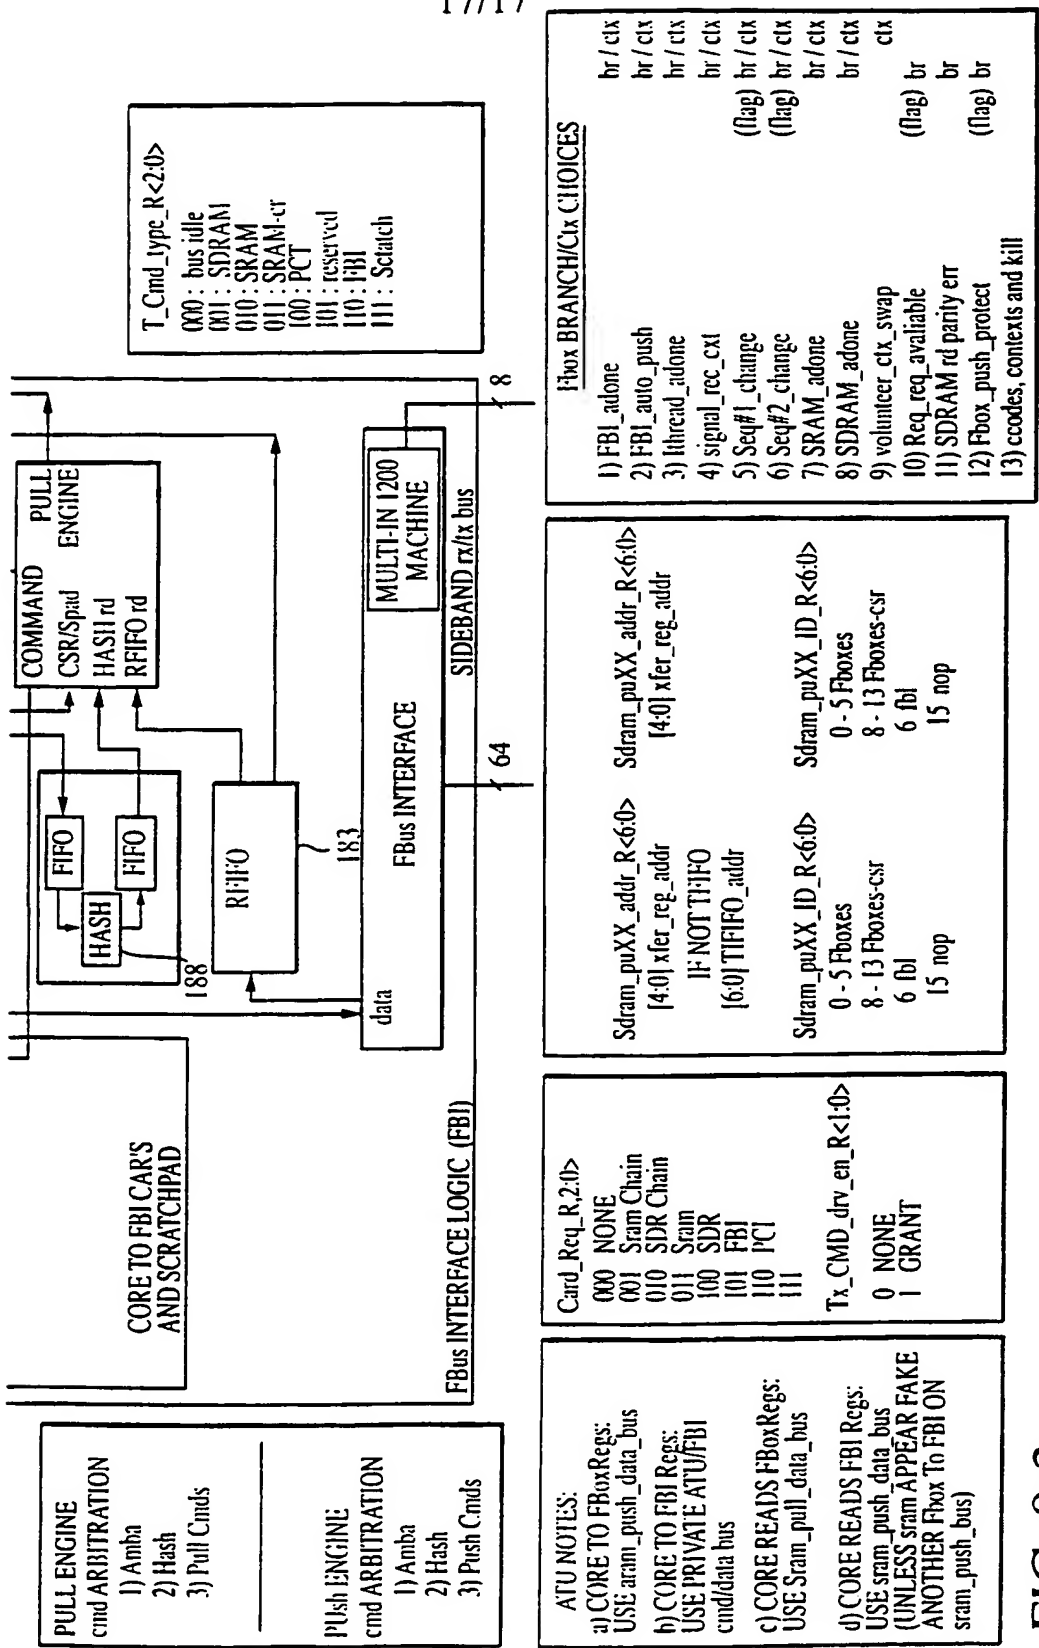 17/17
PULL ENGINE
cmd ARBITRATION
1) Amba
2) Hash
3) Pull Cmds
PUsh ENGINE
cmd ARBITRATION
1) Amba
2) Hash
3) Push Cmds
CORE TO FBI CAR'S
AND SCRATCHPAD
FBus INTERFACE LOGIC (FBI)
FIFO
HASH
FIFO
188
COMMAND
PULL
ENGINE
CSR/Spad
HASH rd
RFIFO rd
RFIFO
183
data
FBus INTERFACE
MULTI-IN 1200
MACHINE
SIDEBAND rx/tx bus
64
8
T_Cmd_type_R<2:0>
000 : bus idle
001 : SDRAM
010 : SRAM
011 : SRAM-cr
100 : PCT
101 : reserved
110 : FBI
111 : Sctatch
ATU NOTES:
a) CORE TO FBoxRegs:
USE aram_push_data_bus
b) CORE TO FBI Regs:
USE PRIVATE ATU/FBI
cmd/data bus
c) CORE READS FBoxRegs:
USE Sram_pull_data_bus
d) CORE READS FBI Regs:
USE sram_push_data_bus
(UNLESS sram APPEAR FAKE
ANOTHER Fbox To FBI ON
sram_push_bus)
Card_Req_R,2:0>
000 NONE
001 Sram Chain
010 SDR Chain
011 Sram
100 SDR
101 FBI
110 PCI
111
Tx_CMD_drv_en_R<1:0>
0 NONE
1 GRANT
Sdram_puXX_addr_R<6:0>
[4:0] xfer_reg_addr
IF NOT TFIFO
[6:0] TFIFIFO_addr
Sdram_puXX_ID_R<6:0>
0 - 5 Fboxes
8 - 13 Fboxes-csr
6 fbI
15 nop
Sdram_puXX_addr_R<6:0>
[4:0] xfer_reg_addr
Sdram_puXX_ID_R<6:0>
0 - 5 Fboxes
8 - 13 Fboxes-csr
6 fbI
15 nop
Fbox BRANCH/Ctx CHOICES
1) FBI_adone br / ctx
2) FBI_auto_push br / ctx
3) Ithread_adone br / ctx
4) signal_rec_cxt br / ctx
5) Seq#1_change (flag) br / ctx
6) Seq#2_change (flag) br / ctx
7) SRAM_adone br / ctx
8) SDRAM_adone br / ctx
9) volunteer_ctx_swap ctx
10) Req_req_avaliable (flag) br
11) SDRAM rd parity err br
12) Fbox_push_protect (flag) br
13) ccodes, contexts and kill